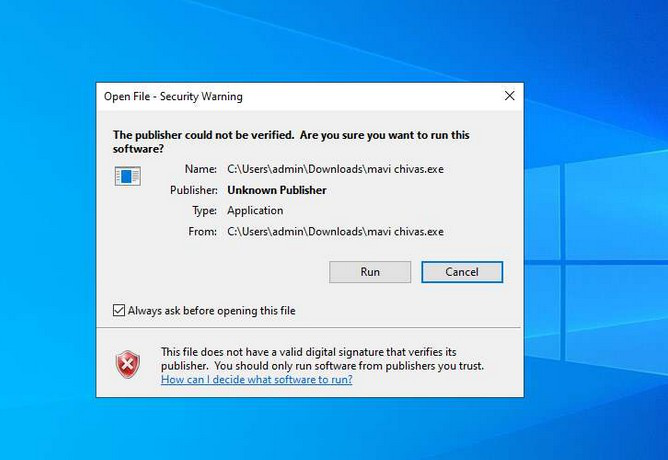 Open File - Security Warning
The publisher could not be verified. Are you sure you want to run this
software?
Name: C:\Users\admin\Downloads\mavi chivas.exe
Publisher: Unknown Publisher
Type: Application
From: C:\Users\admin\Downloads\mavi chivas.exe
Run Cancel
Always ask before opening this file
This file does not have a valid digital signature that verifies its
publisher. You should only run software from publishers you trust.
How can I decide what software to run?